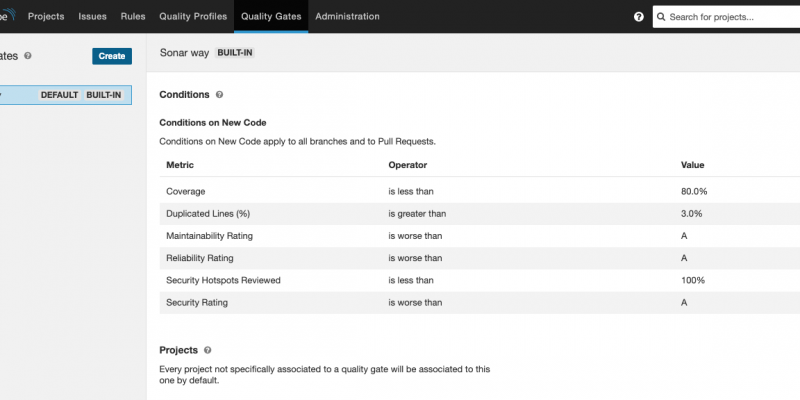 be Projects Issues Rules Quality Profiles Quality Gates Administration ? Search for projects...
ates ? Create
Sonar way BUILT-IN
DEFAULT BUILT-IN
Conditions ?
Conditions on New Code
Conditions on New Code apply to all branches and to Pull Requests.
Metric Operator Value
Coverage is less than 80.0%
Duplicated Lines (%) is greater than 3.0%
Maintainability Rating is worse than A
Reliability Rating is worse than A
Security Hotspots Reviewed is less than 100%
Security Rating is worse than A
Projects ?
Every project not specifically associated to a quality gate will be associated to this
one by default.